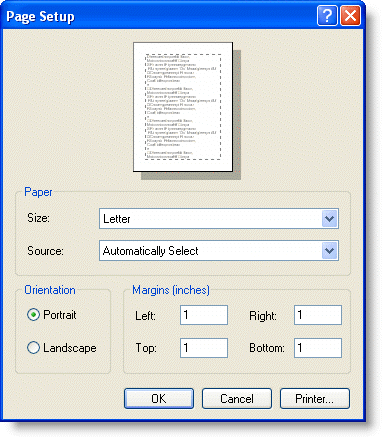 Page Setup
Paper
Size: Letter
Source: Automatically Select
Orientation
Portrait
Landscape
Margins (inches)
Left: 1 Right: 1
Top: 1 Bottom: 1
OK Cancel Printer...